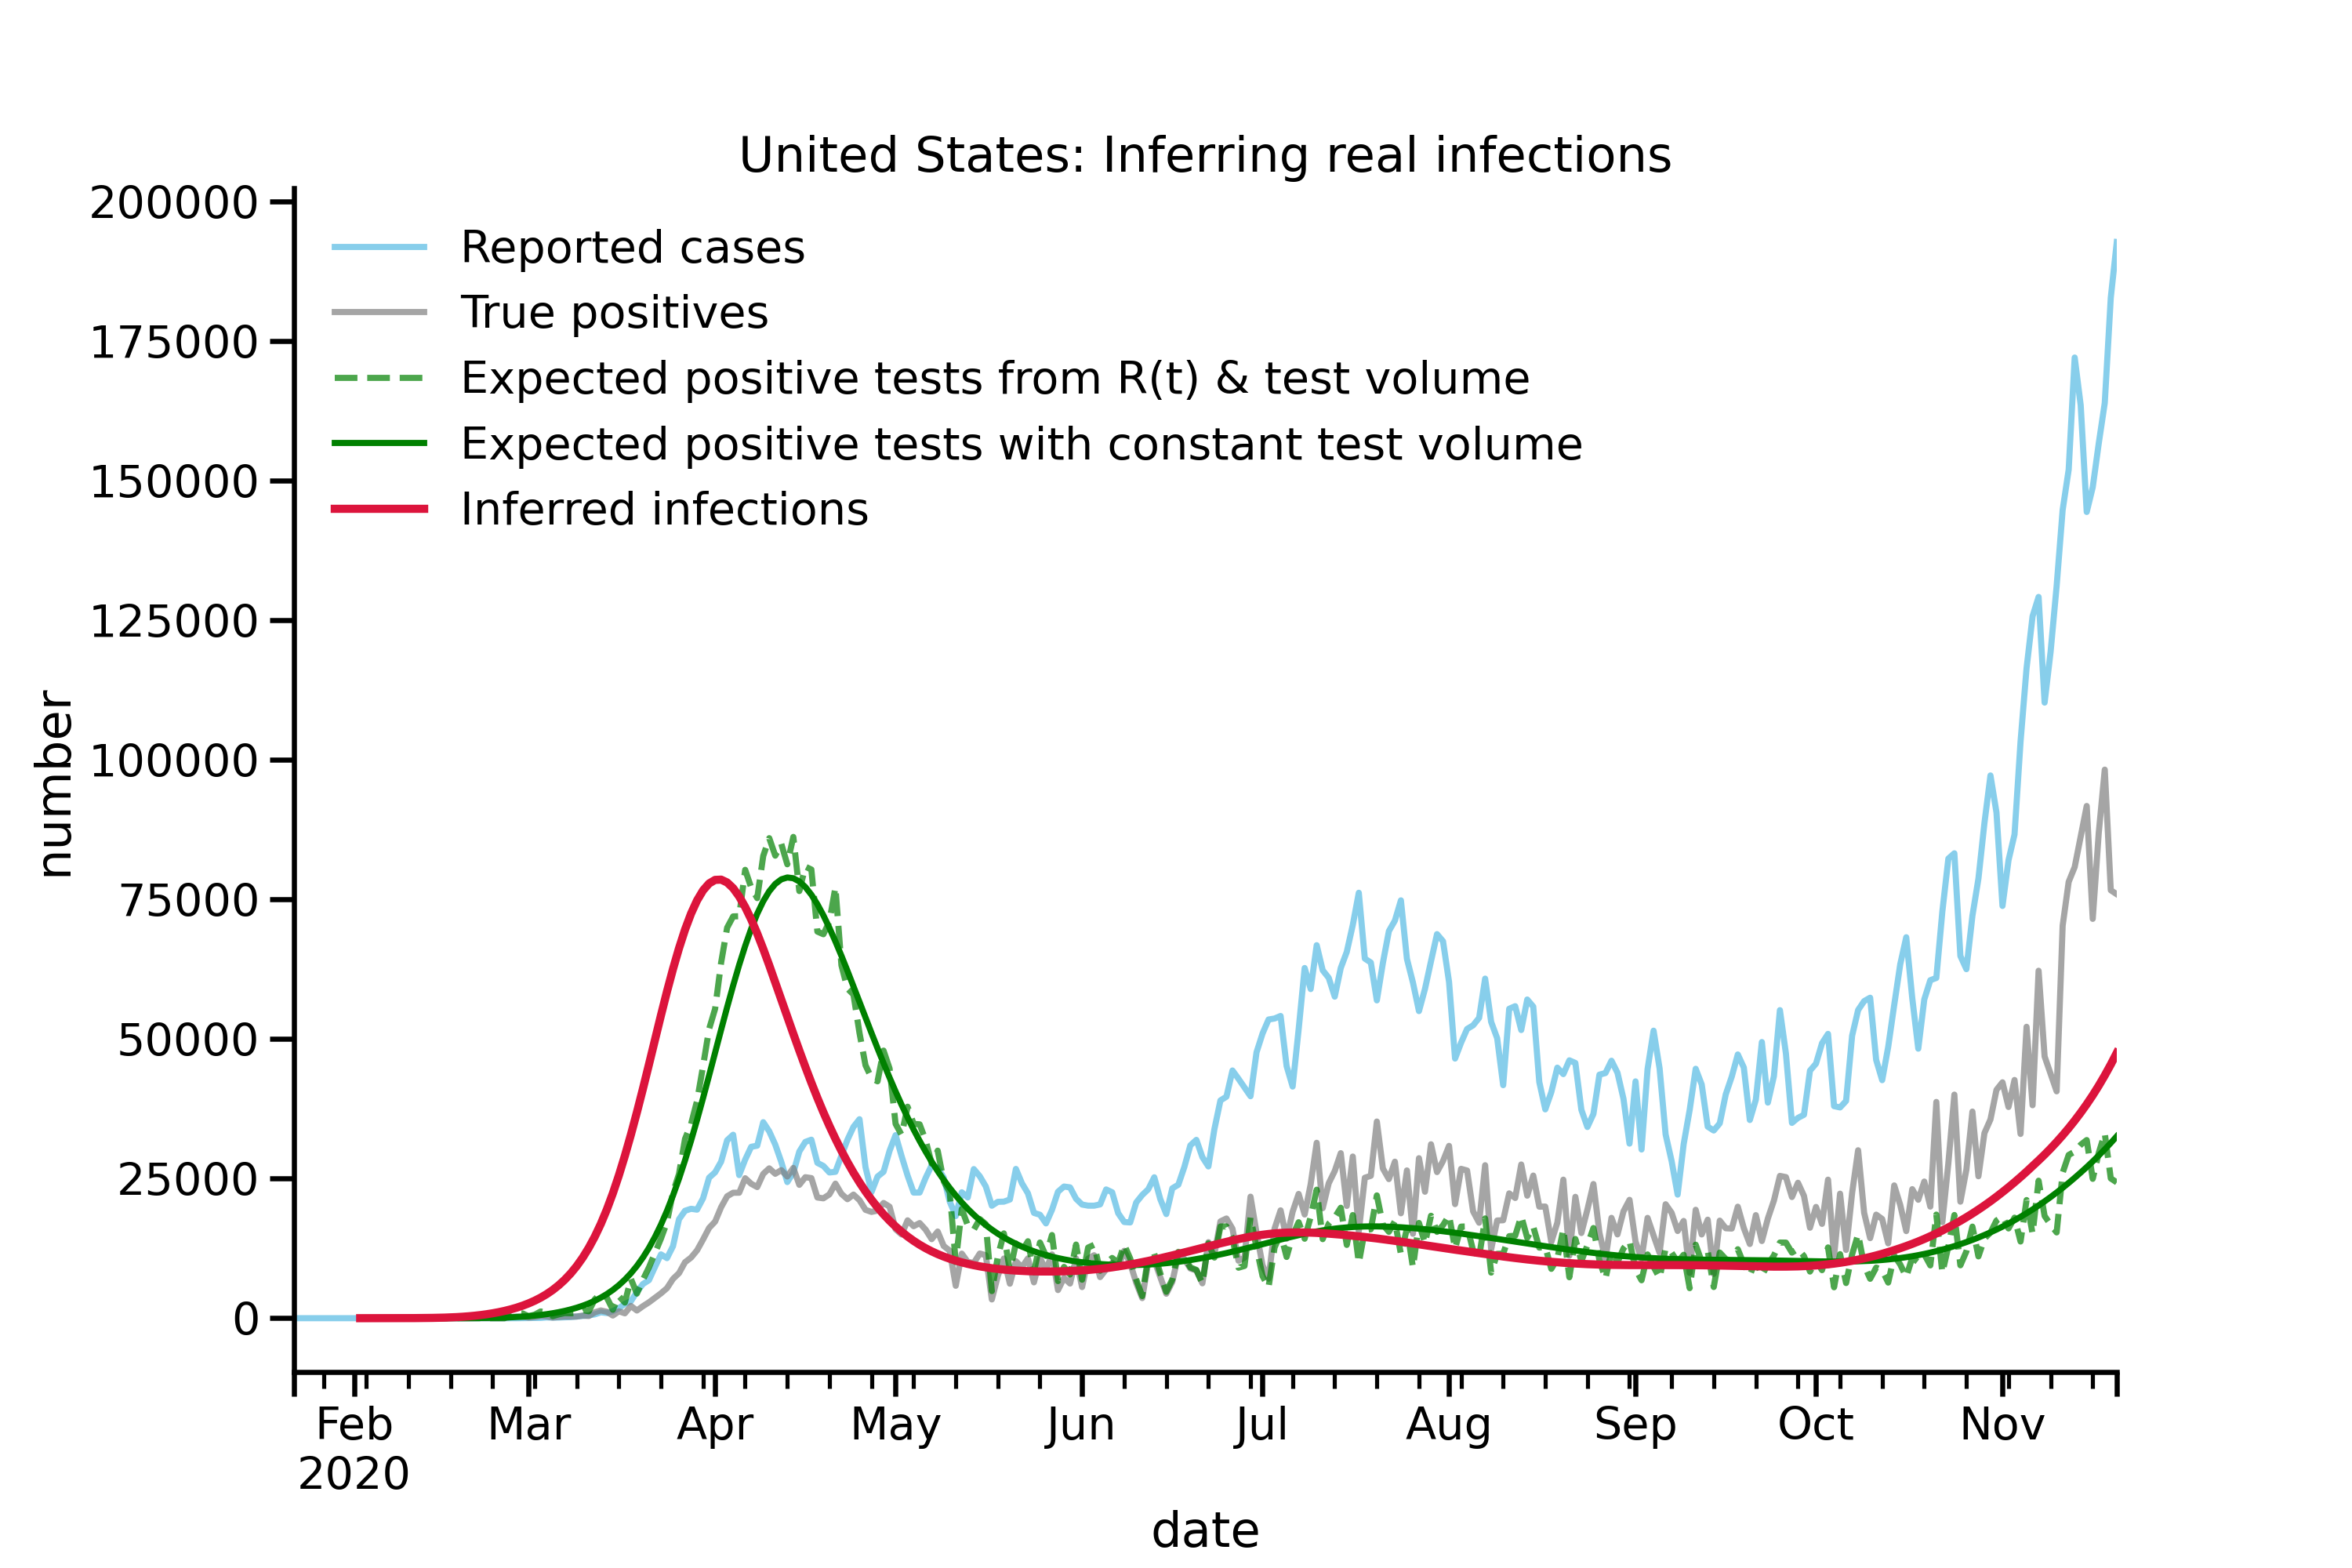 United States: Inferring real infections
200000
175000
150000
125000
100000
75000
50000
25000
0
number
Reported cases
True positives
Expected positive tests from R(t) & test volume
Expected positive tests with constant test volume
Inferred infections
Feb Mar Apr May Jun Jul Aug Sep Oct Nov
2020
date